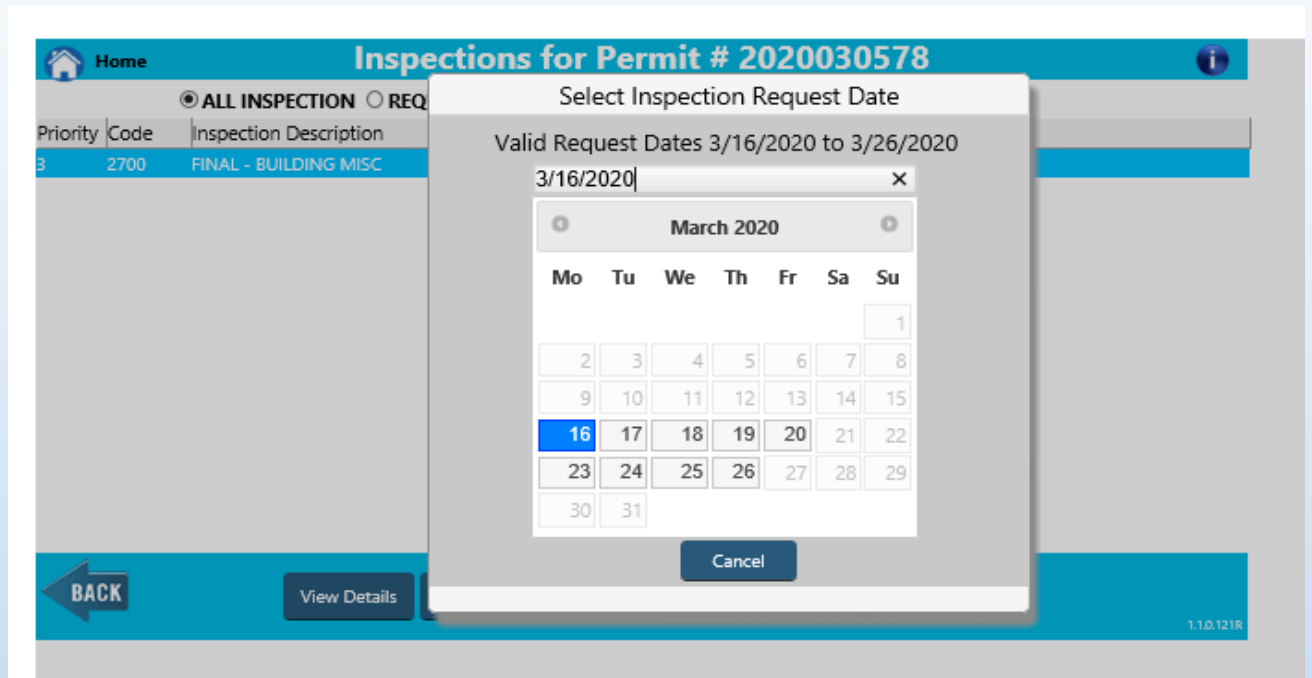 Home
Inspections for Permit # 2020030578
ALL INSPECTION REQ
Priority Code Inspection Description
3 2700 FINAL - BUILDING MISC
Select Inspection Request Date
Valid Request Dates 3/16/2020 to 3/26/2020
3/16/2020
March 2020
Mo Tu We Th Fr Sa Su
1
2 3 4 5 6 7 8
9 10 11 12 13 14 15
16 17 18 19 20 21 22
23 24 25 26 27 28 29
30 31
Cancel
BACK
View Details
1.1.0.121R